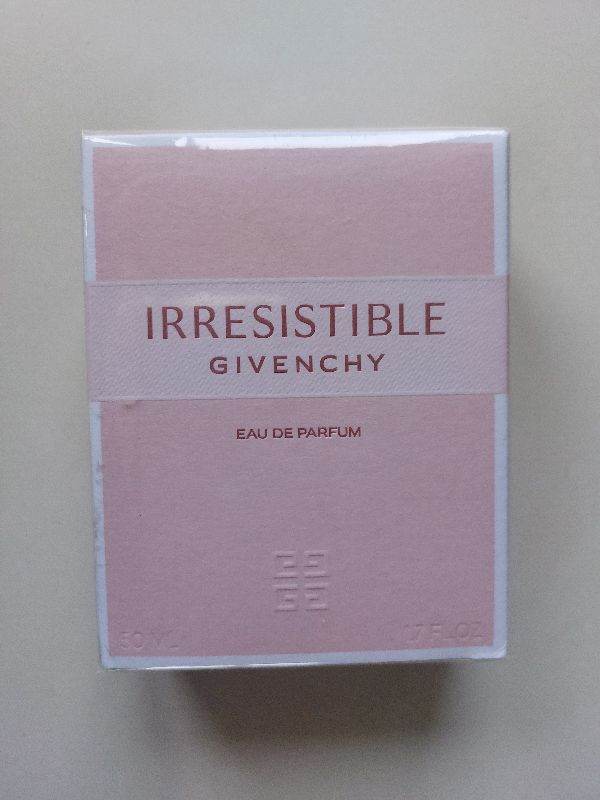 IRRESISTIBLE
GIVENCHY
EAU DE PARFUM
50 ML 1.7 FL.OZ